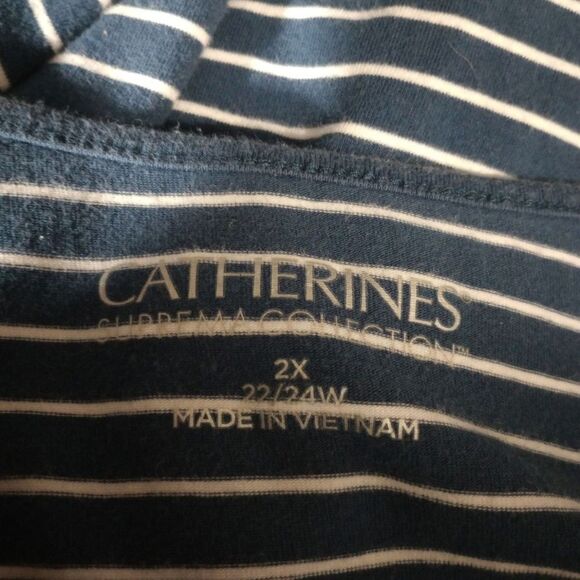 CATHERINES®
SUPREMA COLLECTION™
2X
22/24W
MADE IN VIETNAM